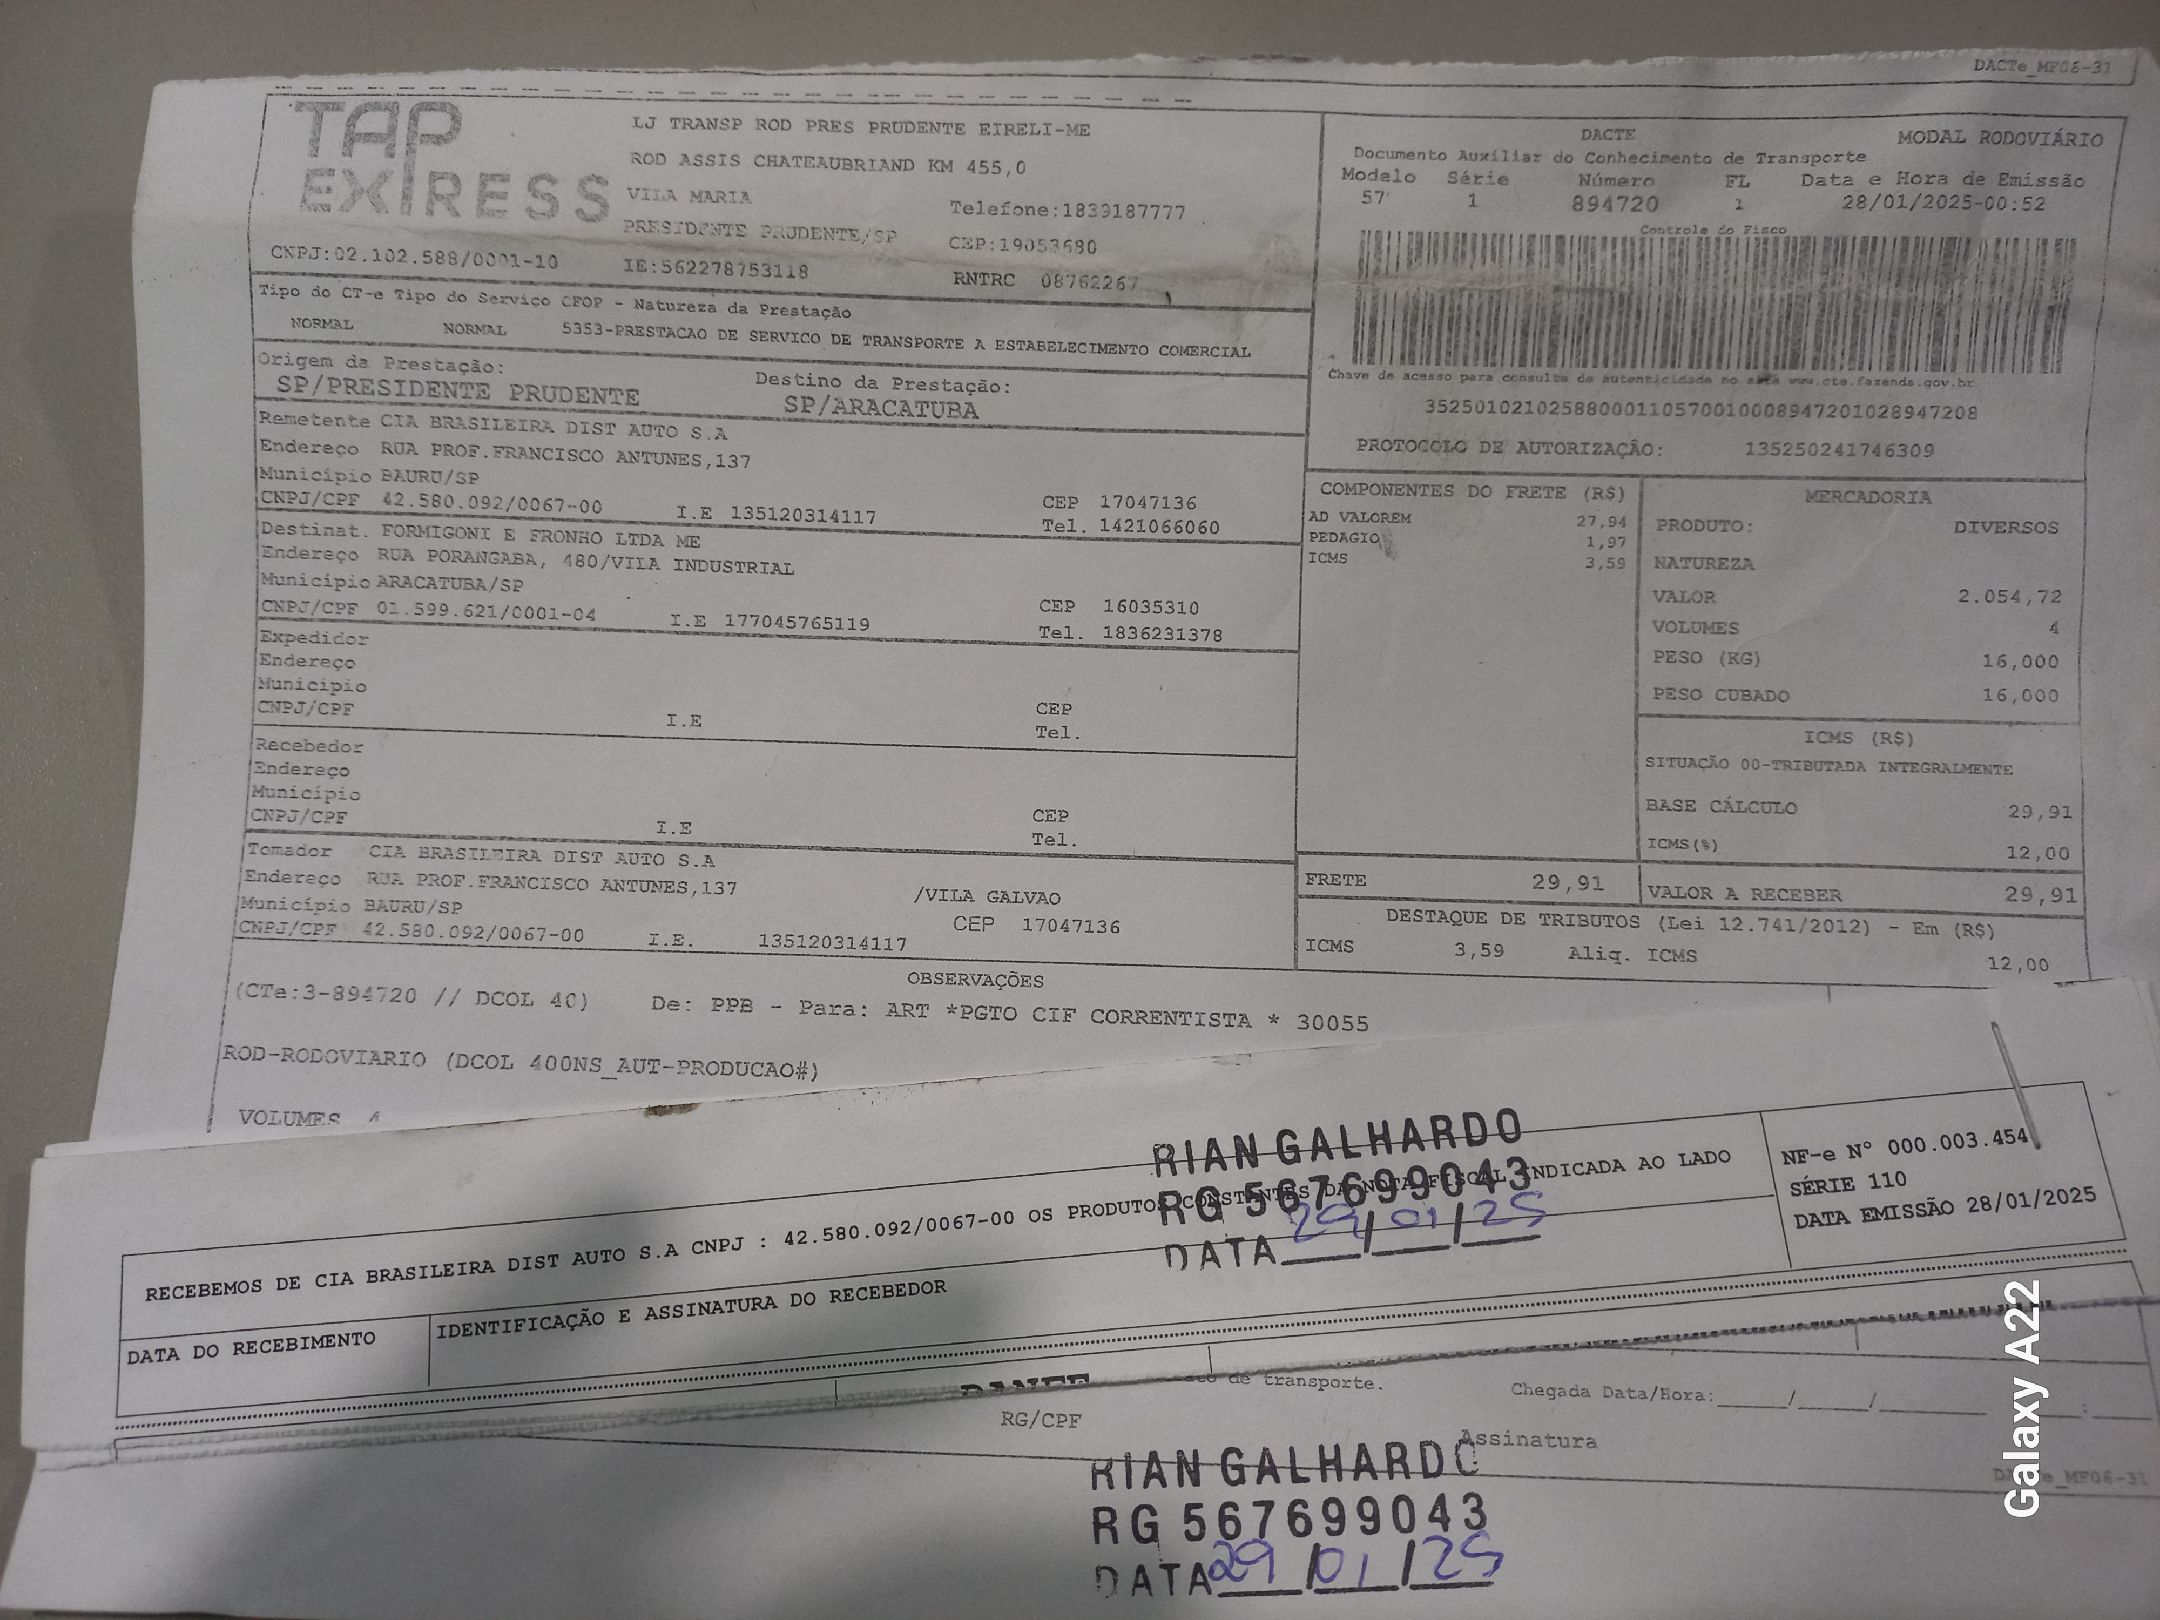 DACTe_MF06-31
TAP
EXPRESS
LJ TRANSP ROD PRES PRUDENTE EIRELI-ME
ROD ASSIS CHATEAUBRIAND KM 455,0
VILA MARIA
Telefone:1839187777
PRESIDENTE PRUDENTE/SP CEP:19053680
CNPJ:02.102.588/0001-10 IE:562278753118 RNTRC 08762267
DACTE MODAL RODOVIÁRIO
Documento Auxiliar do Conhecimento de Transporte
Modelo Série Número FL Data e Hora de Emissão
57 1 894720 1 28/01/2025-00:52
Controle do Fisco
Chave de acesso para consulta de autenticidade no site www.cte.fazenda.gov.br
35250102102588000110570010008947201028947208
PROTOCOLO DE AUTORIZAÇÃO: 135250241746309
Tipo do CT-e Tipo do Serviço CFOP - Natureza da Prestação
NORMAL NORMAL 5353-PRESTACAO DE SERVICO DE TRANSPORTE A ESTABELECIMENTO COMERCIAL
Origem da Prestação: Destino da Prestação:
SP/PRESIDENTE PRUDENTE SP/ARACATUBA
Remetente CIA BRASILEIRA DIST AUTO S.A
Endereço RUA PROF.FRANCISCO ANTUNES,137
Município BAURU/SP CEP 17047136
CNPJ/CPF 42.580.092/0067-00 I.E 135120314117 Tel. 1421066060
Destinat. FORMIGONI E FRONHO LTDA ME
Endereço RUA PORANGABA, 480/VILA INDUSTRIAL
Município ARACATUBA/SP CEP 16035310
CNPJ/CPF 01.599.621/0001-04 I.E 177045765119 Tel. 1836231378
Expedidor
Endereço
Município CEP
CNPJ/CPF I.E Tel.
Recebedor
Endereço
Município CEP
CNPJ/CPF I.E Tel.
Tomador CIA BRASILEIRA DIST AUTO S.A
Endereço RUA PROF.FRANCISCO ANTUNES,137 /VILA GALVAO
Município BAURU/SP CEP 17047136
CNPJ/CPF 42.580.092/0067-00 I.E. 135120314117
COMPONENTES DO FRETE (R$)
AD VALOREM 27,94
PEDAGIO 1,97
ICMS 3,59
MERCADORIA
PRODUTO: DIVERSOS
NATUREZA
VALOR 2.054,72
VOLUMES 4
PESO (KG) 16,000
PESO CUBADO 16,000
ICMS (R$)
SITUAÇÃO 00-TRIBUTADA INTEGRALMENTE
BASE CÁLCULO 29,91
ICMS(%) 12,00
FRETE 29,91 VALOR A RECEBER 29,91
DESTAQUE DE TRIBUTOS (Lei 12.741/2012) - Em (R$)
ICMS 3,59 Aliq. ICMS 12,00
OBSERVAÇÕES
(CTe:3-894720 // DCOL 40) De: PPB - Para: ART *PGTO CIF CORRENTISTA * 30055
ROD-RODOVIARIO (DCOL 400NS_AUT-PRODUCAO#)
VOLUMES 4
RECEBEMOS DE CIA BRASILEIRA DIST AUTO S.A CNPJ : 42.580.092/0067-00 OS PRODUTOS CONSTANTES DA NOTA FISCAL INDICADA AO LADO
RIAN GALHARDO
RG 567699043
DATA 29/01/25
NF-e N° 000.003.454
SÉRIE 110
DATA EMISSÃO 28/01/2025
DATA DO RECEBIMENTO IDENTIFICAÇÃO E ASSINATURA DO RECEBEDOR
de transporte. Chegada Data/Hora:____/____/____ :
RG/CPF Assinatura
RIAN GALHARDO
RG 567699043
DATA 29/01/25
Galaxy A22